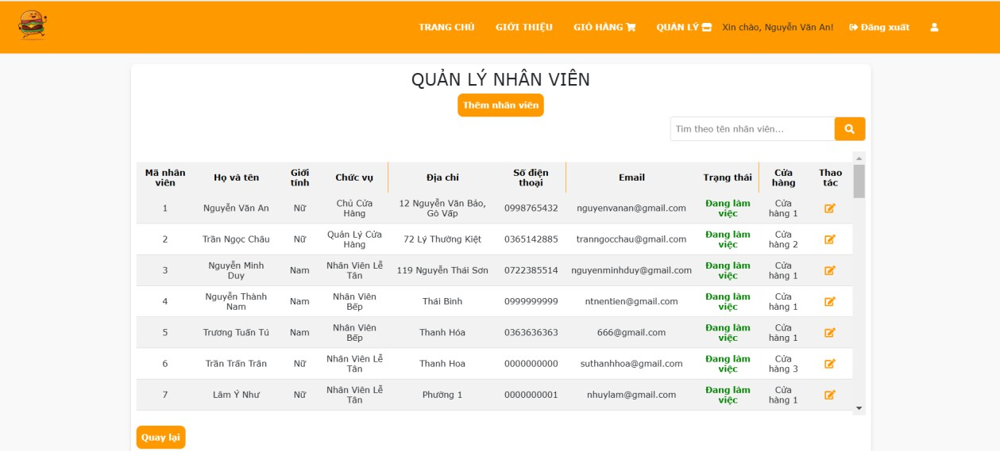 TRANG CHỦ GIỚI THIỆU GIỎ HÀNG QUẢN LÝ Xin chào, Nguyễn Văn An! Đăng xuất
QUẢN LÝ NHÂN VIÊN
Thêm nhân viên
Tìm theo tên nhân viên...
Mã nhân viên Họ và tên Giới tính Chức vụ Địa chỉ Số điện thoại Email Trạng thái Cửa hàng Thao tác
1 Nguyễn Văn An Nữ Chủ Cửa Hàng 12 Nguyễn Văn Bảo, Gò Vấp 0998765432 nguyenvanan@gmail.com Đang làm việc Cửa hàng 1
2 Trần Ngọc Châu Nữ Quản Lý Cửa Hàng 72 Lý Thường Kiệt 0365142885 tranngocchau@gmail.com Đang làm việc Cửa hàng 2
3 Nguyễn Minh Duy Nam Nhân Viên Lễ Tân 119 Nguyễn Thái Sơn 0722385514 nguyenminhduy@gmail.com Đang làm việc Cửa hàng 1
4 Nguyễn Thành Nam Nam Nhân Viên Bếp Thái Bình 0999999999 ntnentien@gmail.com Đang làm việc Cửa hàng 1
5 Trương Tuấn Tú Nam Nhân Viên Bếp Thanh Hóa 0363636363 666@gmail.com Đang làm việc Cửa hàng 1
6 Trần Trấn Trân Nữ Nhân Viên Lễ Tân Thanh Hoa 0000000000 suthanhhoa@gmail.com Đang làm việc Cửa hàng 3
7 Lâm Ý Như Nữ Nhân Viên Lễ Tân Phường 1 0000000001 nhuylam@gmail.com Đang làm việc Cửa hàng 1
Quay lại